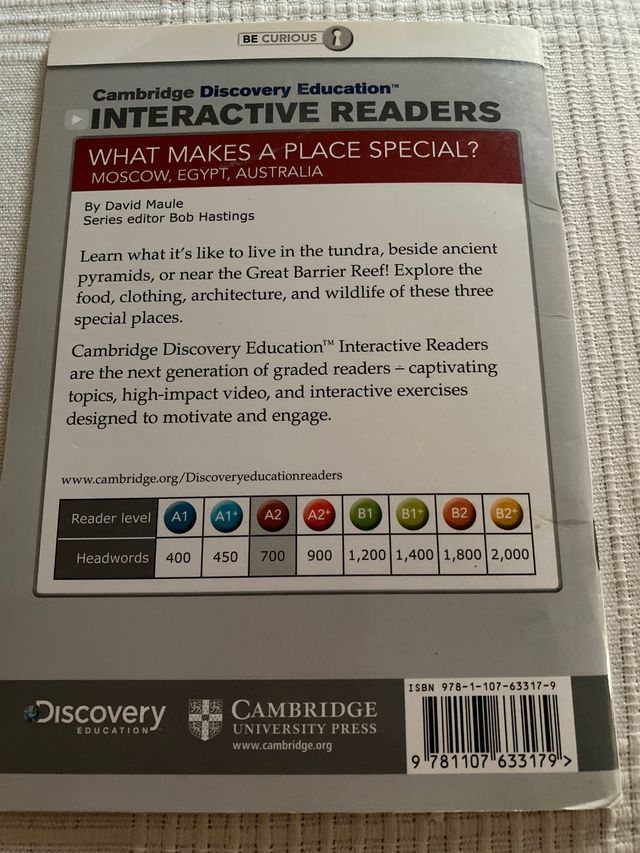 BE CURIOUS
Cambridge Discovery Education™
INTERACTIVE READERS
WHAT MAKES A PLACE SPECIAL?
MOSCOW, EGYPT, AUSTRALIA
By David Maule
Series editor Bob Hastings
Learn what it's like to live in the tundra, beside ancient
pyramids, or near the Great Barrier Reef! Explore the
food, clothing, architecture, and wildlife of these three
special places.
Cambridge Discovery Education™ Interactive Readers
are the next generation of graded readers – captivating
topics, high-impact video, and interactive exercises
designed to motivate and engage.
www.cambridge.org/Discoveryeducationreaders
Reader level A1 A1+ A2 A2+ B1 B1+ B2 B2+
Headwords 400 450 700 900 1,200 1,400 1,800 2,000
Discovery
EDUCATION™
CAMBRIDGE
UNIVERSITY PRESS
www.cambridge.org
ISBN 978-1-107-63317-9
9 781107 633179 >